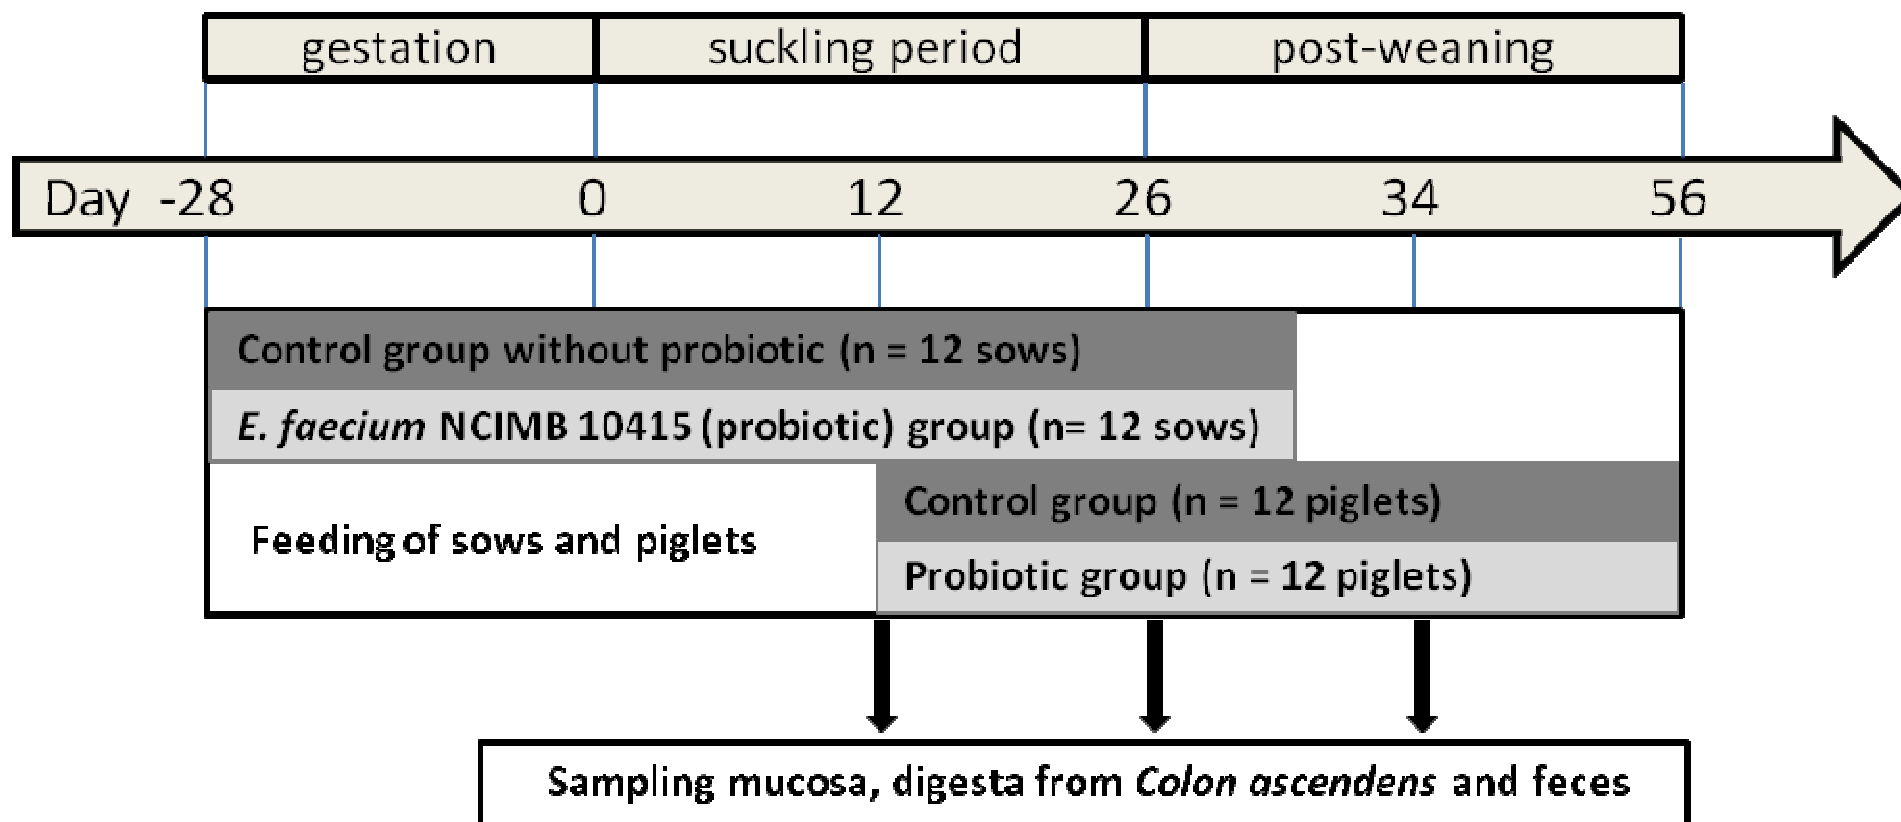 gestation suckling period post-weaning
Day -28 0 12 26 34 56
Control group without probiotic (n = 12 sows)
E. faecium NCIMB 10415 (probiotic) group (n= 12 sows)
Control group (n = 12 piglets)
Feeding of sows and piglets
Probiotic group (n = 12 piglets)
Sampling mucosa, digesta from Colon ascendens and feces